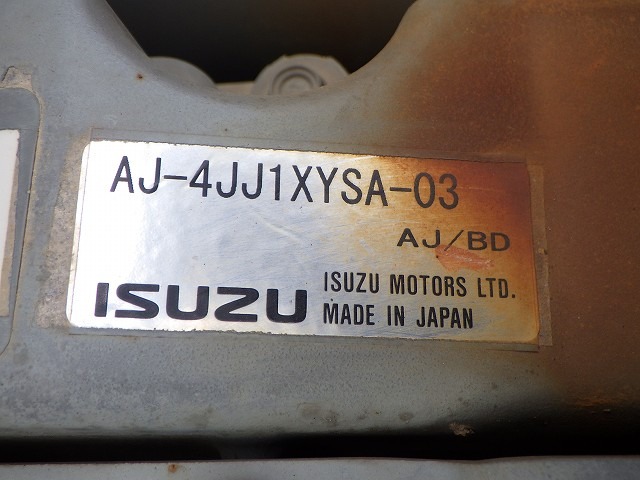 AJ-4JJ1XYSA-03
AJ/BD
ISUZU
ISUZU MOTORS LTD.
MADE IN JAPAN